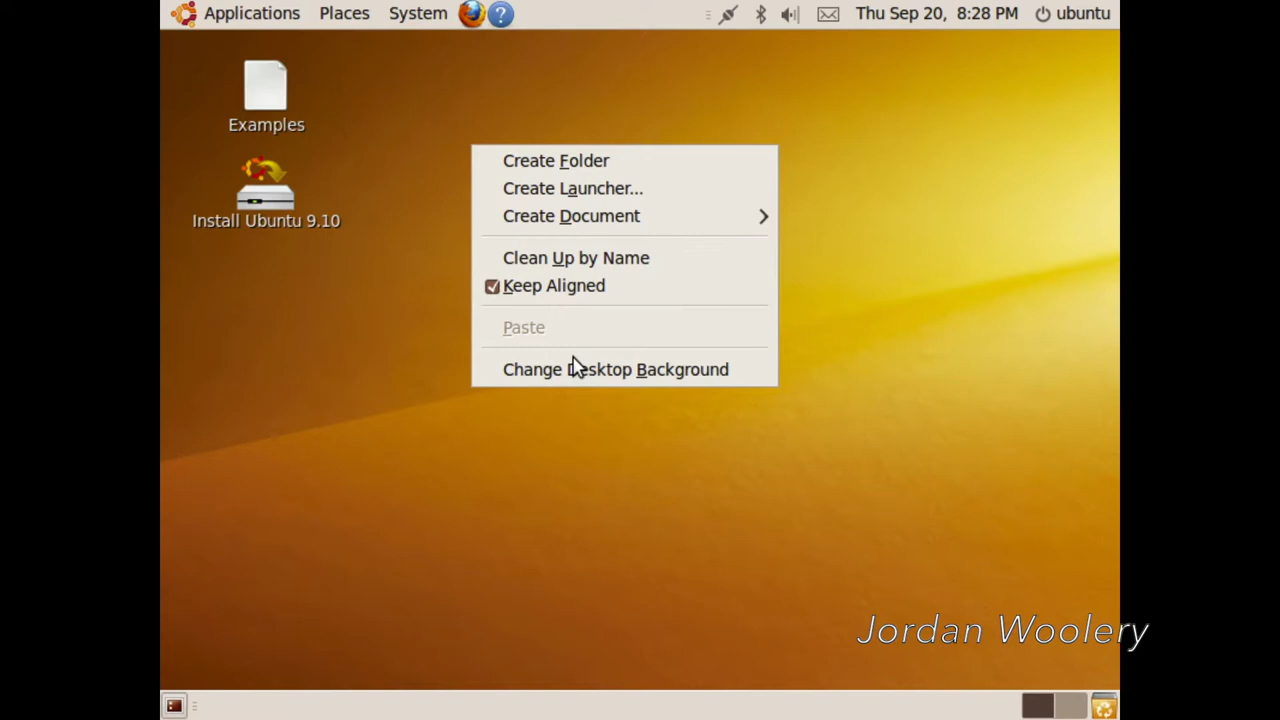 Applications Places System ? Thu Sep 20, 8:28 PM ubuntu
Examples
Install Ubuntu 9.10
Create Folder
Create Launcher...
Create Document
Clean Up by Name
Keep Aligned
Paste
Change Desktop Background
Jordan Woolery